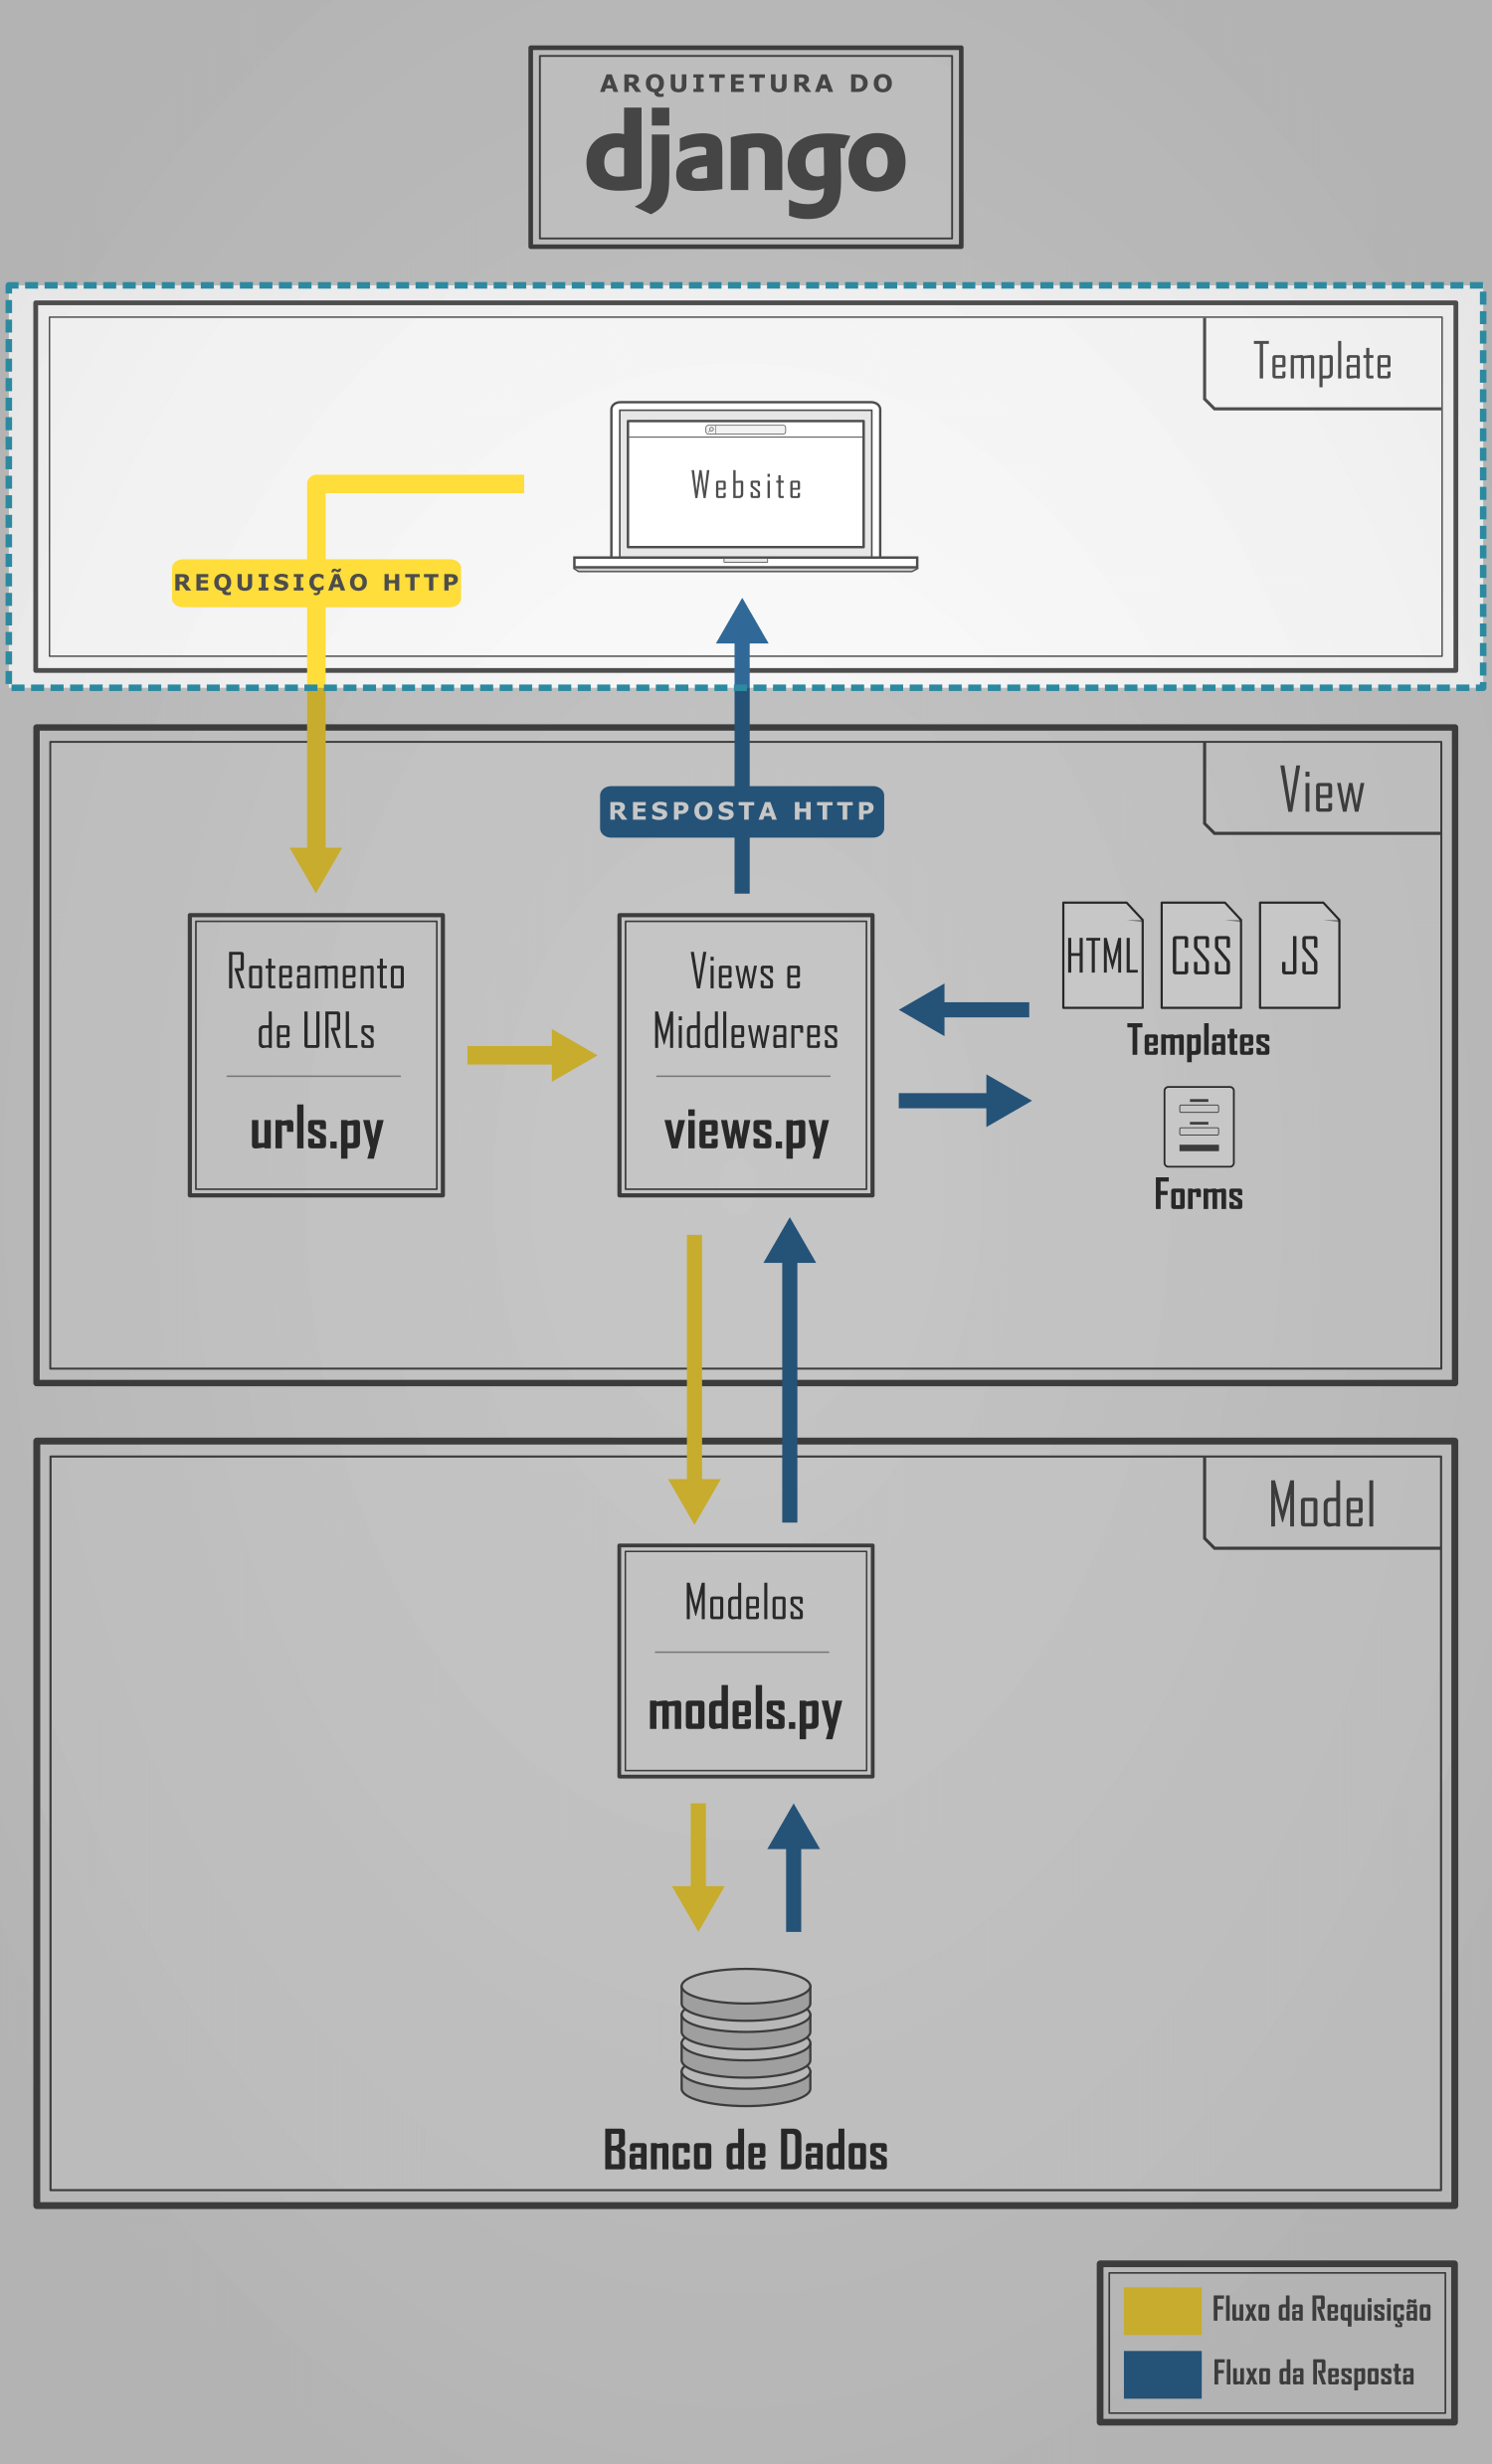 ARQUITETURA DO
django
Template
Website
REQUISIÇÃO HTTP
View
RESPOSTA HTTP
Roteamento
de URLs
urls.py
Views e
Middlewares
views.py
HTML CSS JS
Templates
Forms
Model
Modelos
models.py
Banco de Dados
Fluxo da Requisição
Fluxo da Resposta